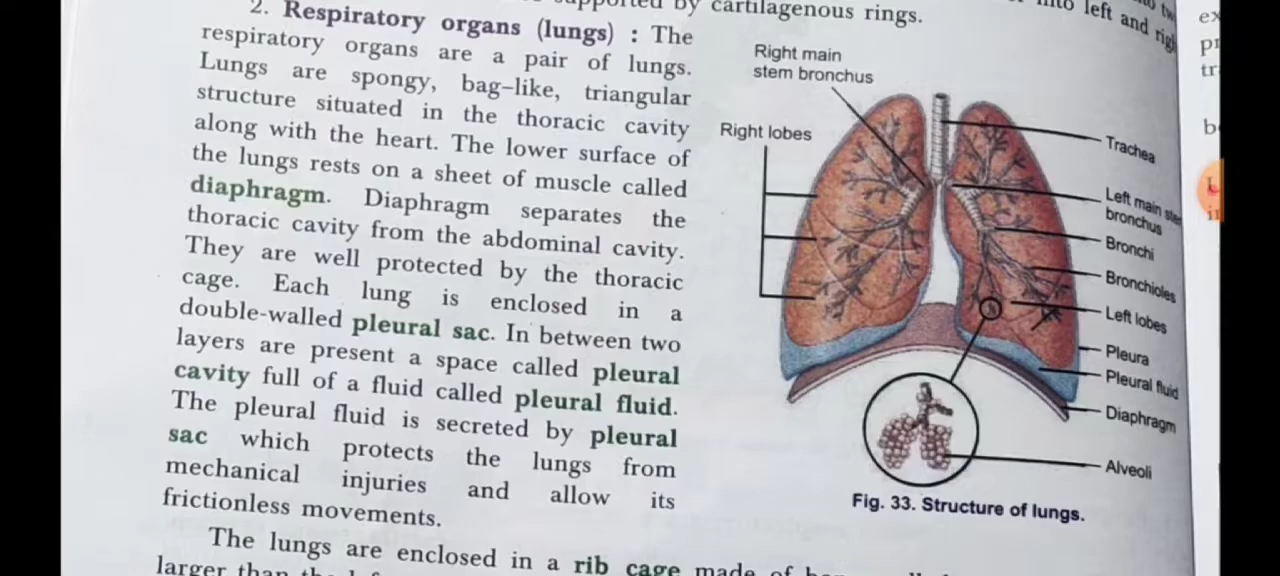 supported by cartilagenous rings.
into left and
2. Respiratory organs (lungs) : The
respiratory organs are a pair of lungs.
Lungs are spongy, bag-like, triangular
structure situated in the thoracic cavity
along with the heart. The lower surface of
the lungs rests on a sheet of muscle called
diaphragm. Diaphragm separates the
thoracic cavity from the abdominal cavity.
They are well protected by the thoracic
cage. Each lung is enclosed in a
double-walled pleural sac. In between two
layers are present a space called pleural
cavity full of a fluid called pleural fluid.
The pleural fluid is secreted by pleural
sac which protects the lungs from
mechanical injuries and allow its
frictionless movements.
The lungs are enclosed in a rib cage made of
larger than the
Right main
stem bronchus
Right lobes
Trachea
Left main
bronchus
Bronchi
Bronchioles
Left lobes
Pleura
Pleural fluid
Diaphragm
Alveoli
Fig. 33. Structure of lungs.